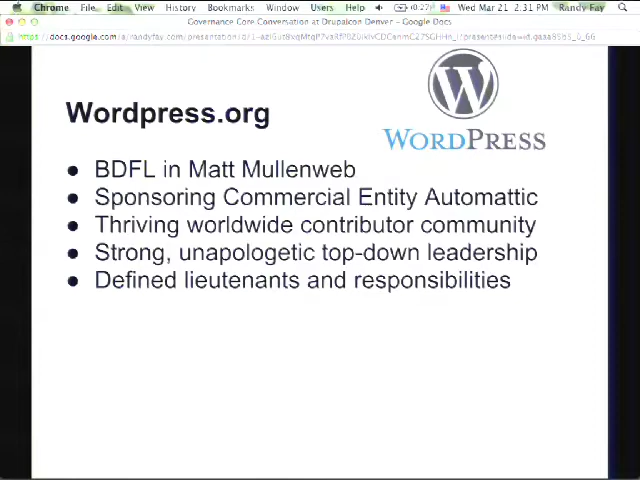 Chrome File Edit View History Bookmarks Window Users Help (0:27) Wed Mar 21 2:31 PM Randy Fay
Governance Core Conversation at Drupalcon Denver – Google Docs
Wordpress.org
WORDPRESS
● BDFL in Matt Mullenweb
● Sponsoring Commercial Entity Automattic
● Thriving worldwide contributor community
● Strong, unapologetic top-down leadership
● Defined lieutenants and responsibilities